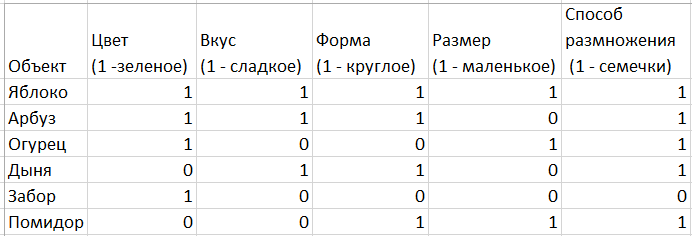 Объект Цвет (1 -зеленое) Вкус (1 - сладкое) Форма (1 - круглое) Размер (1 - маленькое) Способ размножения (1 - семечки)
Яблоко 1 1 1 1 1
Арбуз 1 1 1 0 1
Огурец 1 0 0 1 1
Дыня 0 1 1 0 1
Забор 1 0 0 0 0
Помидор 0 0 1 1 1